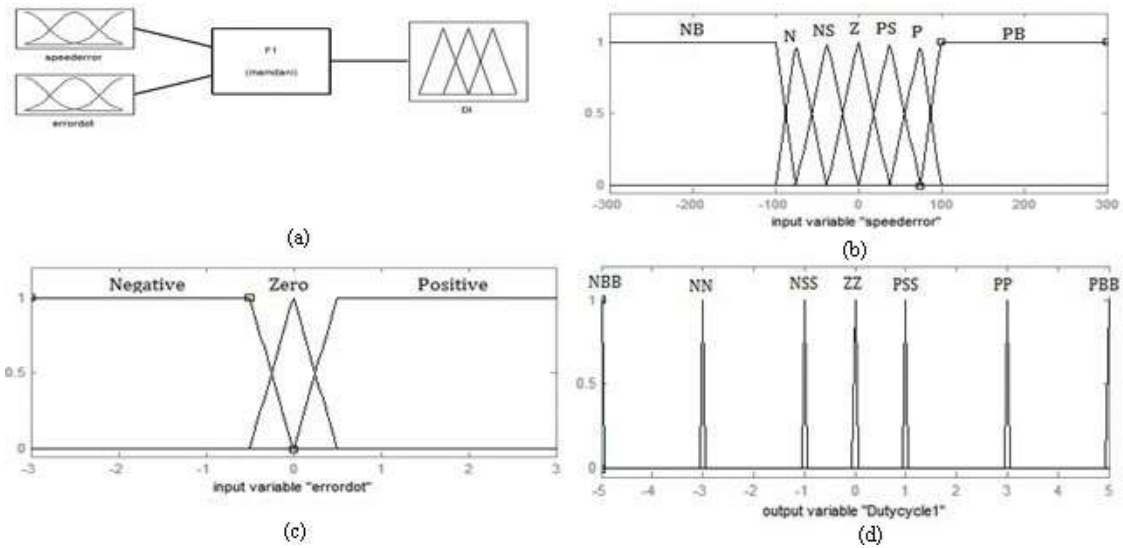 speederror
errordot
F1
(mamdani)
DI
(a)
NB N NS Z PS P PB
1
0.5
0
-300 -200 -100 0 100 200 300
input variable "speederror"
(b)
Negative Zero Positive
1
0.5
0
-3 -2 -1 0 1 2 3
input variable "errordot"
(c)
NBB NN NSS ZZ PSS PP PBB
1
0.5
0
-5 -4 -3 -2 -1 0 1 2 3 4 5
output variable "Dutycycle1"
(d)